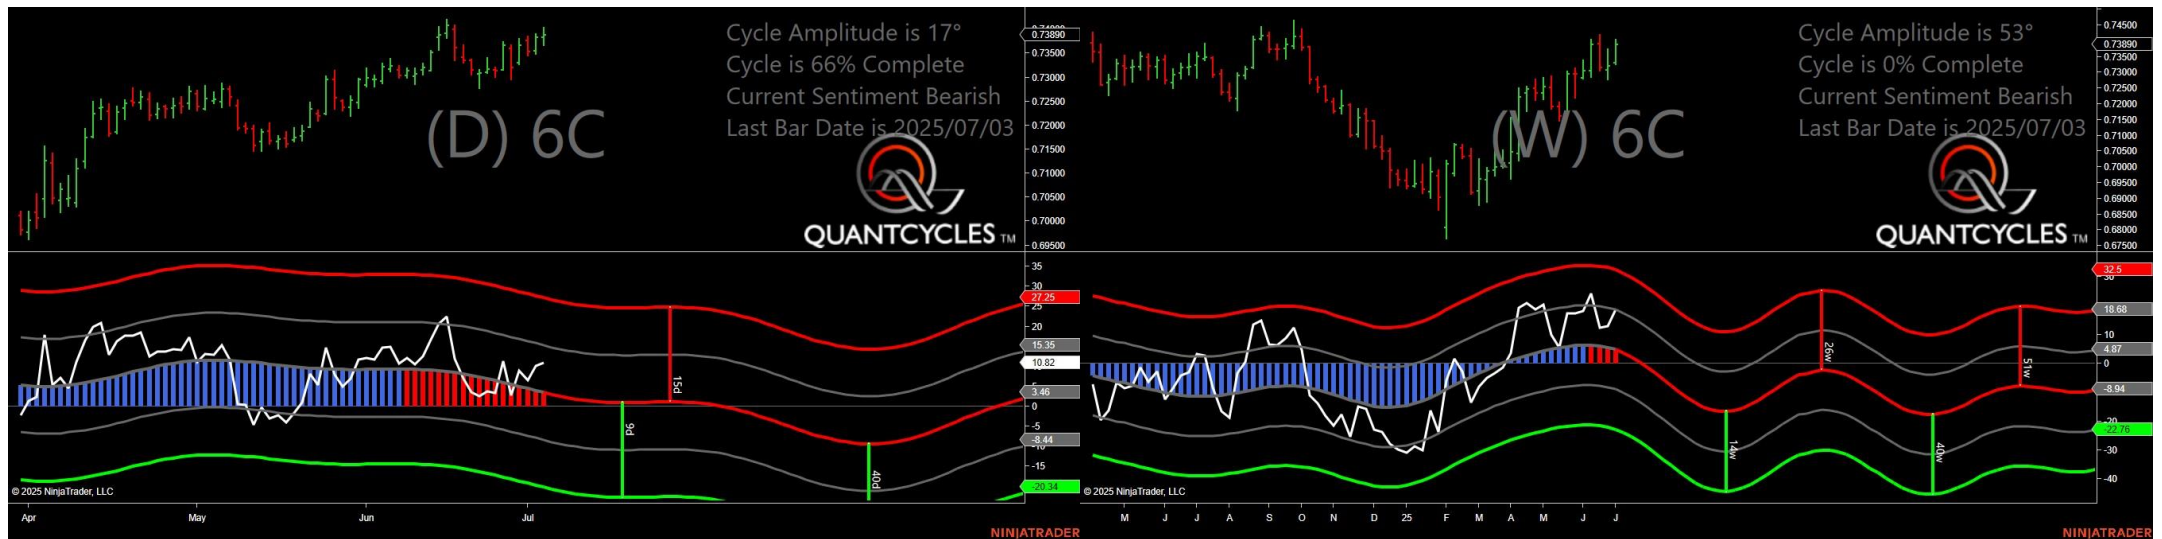 Cycle Amplitude is 17°
Cycle is 66% Complete
Current Sentiment Bearish
Last Bar Date is 2025/07/03
(D) 6C
QUANTCYCLES TM
0.73890
0.73500
0.73000
0.72500
0.72000
0.71500
0.71000
0.70500
0.70000
0.69500
35
30
27.25
25
20
15.35
10.82
3.46
0
-5
-8.44
-10
-15
-20.34
15d
9d
40d
© 2025 NinjaTrader, LLC
Apr May Jun Jul
NINJATRADER
Cycle Amplitude is 53°
Cycle is 0% Complete
Current Sentiment Bearish
Last Bar Date is 2025/07/03
(W) 6C
QUANTCYCLES TM
0.74500
0.73890
0.73500
0.73000
0.72500
0.72000
0.71500
0.71000
0.70500
0.70000
0.69500
0.69000
0.68500
0.68000
0.67500
32.5
30
18.68
10
4.87
0
-8.94
-20
-22.76
-30
-40
26w
51w
14w
40w
© 2025 NinjaTrader, LLC
M J J A S O N D 25 F M A M J J
NINJATRADER